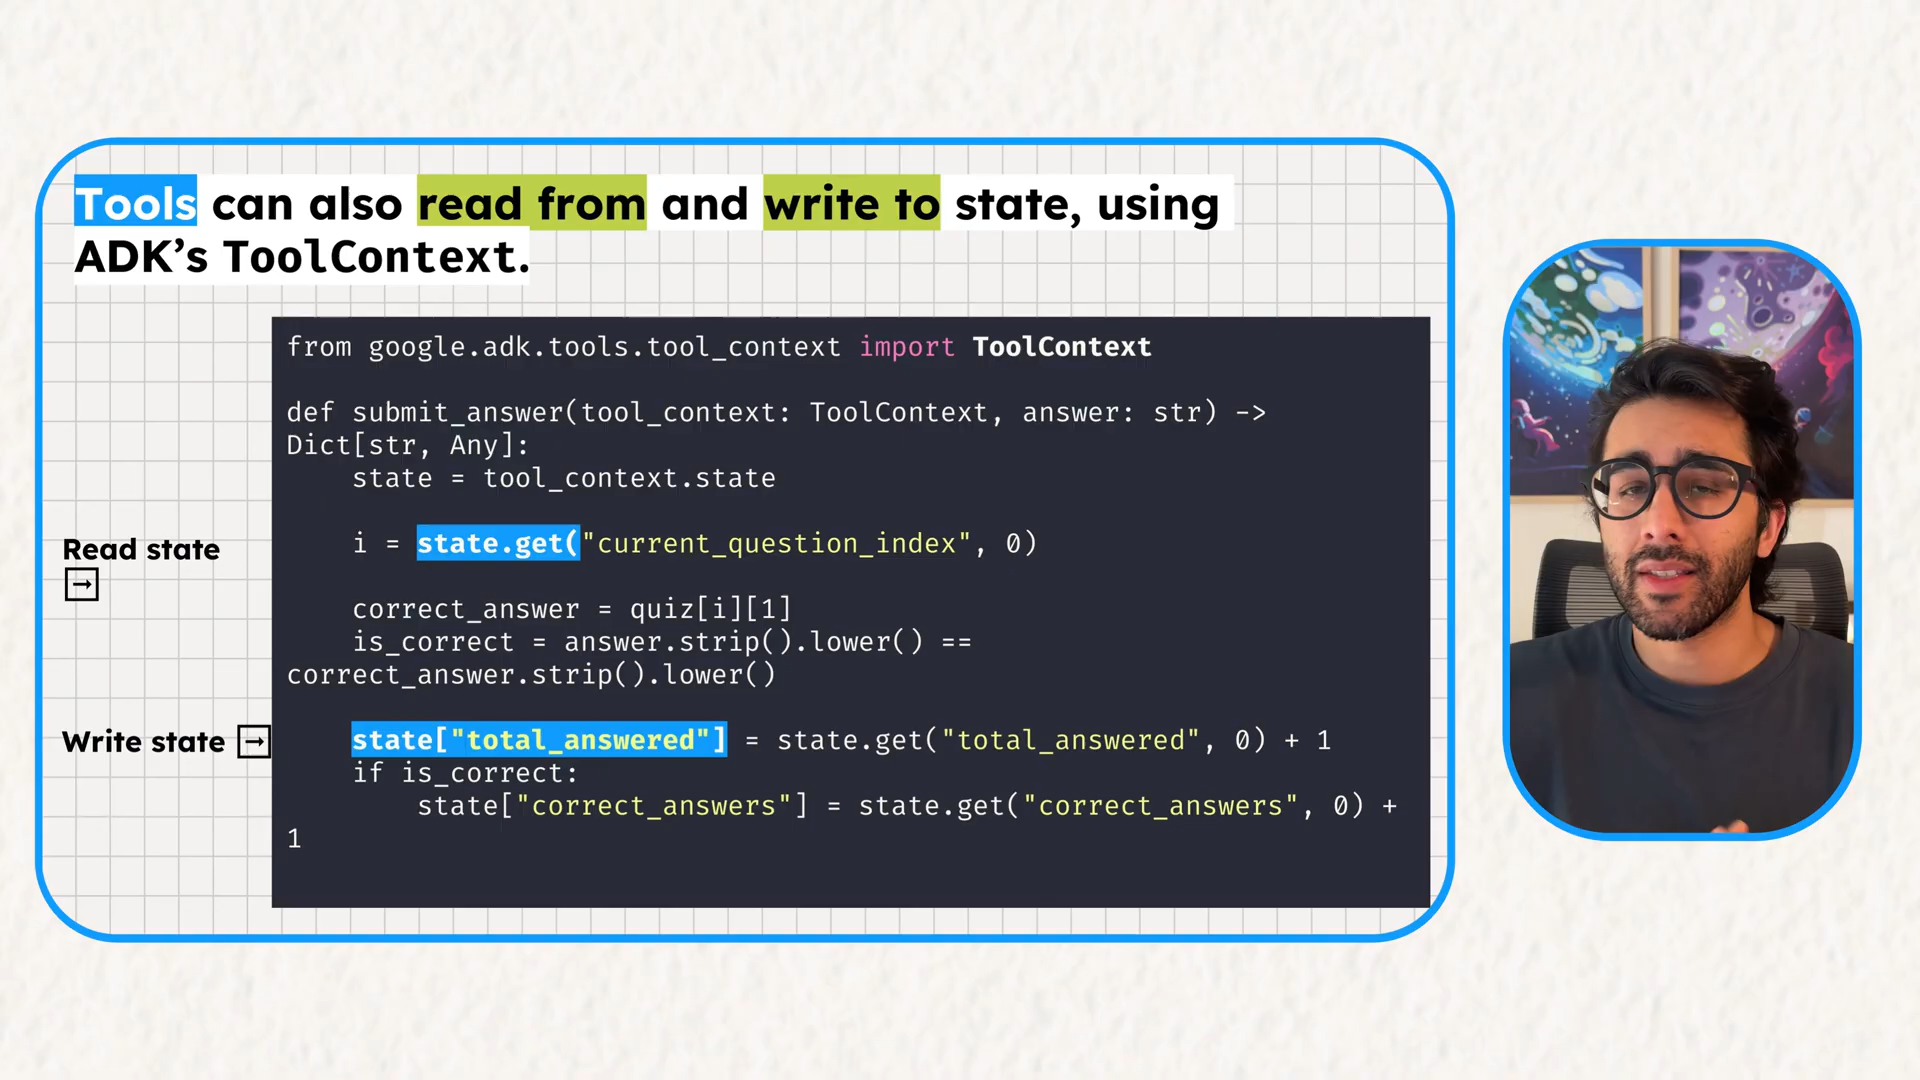 Tools can also read from and write to state, using
ADK’s ToolContext.
from google.adk.tools.tool_context import ToolContext
def submit_answer(tool_context: ToolContext, answer: str) ->
Dict[str, Any]:
state = tool_context.state
Read state
→
i = state.get("current_question_index", 0)
correct_answer = quiz[i][1]
is_correct = answer.strip().lower() ==
correct_answer.strip().lower()
Write state →
state["total_answered"] = state.get("total_answered", 0) + 1
if is_correct:
state["correct_answers"] = state.get("correct_answers", 0) +
1